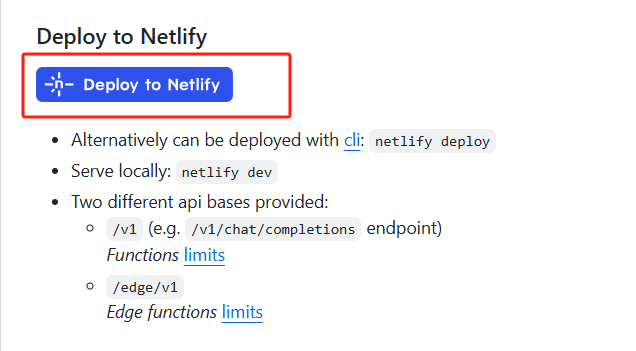 Deploy to Netlify
Deploy to Netlify
Alternatively can be deployed with cli: netlify deploy
Serve locally: netlify dev
Two different api bases provided:
/v1 (e.g. /v1/chat/completions endpoint)
Functions limits
/edge/v1
Edge functions limits